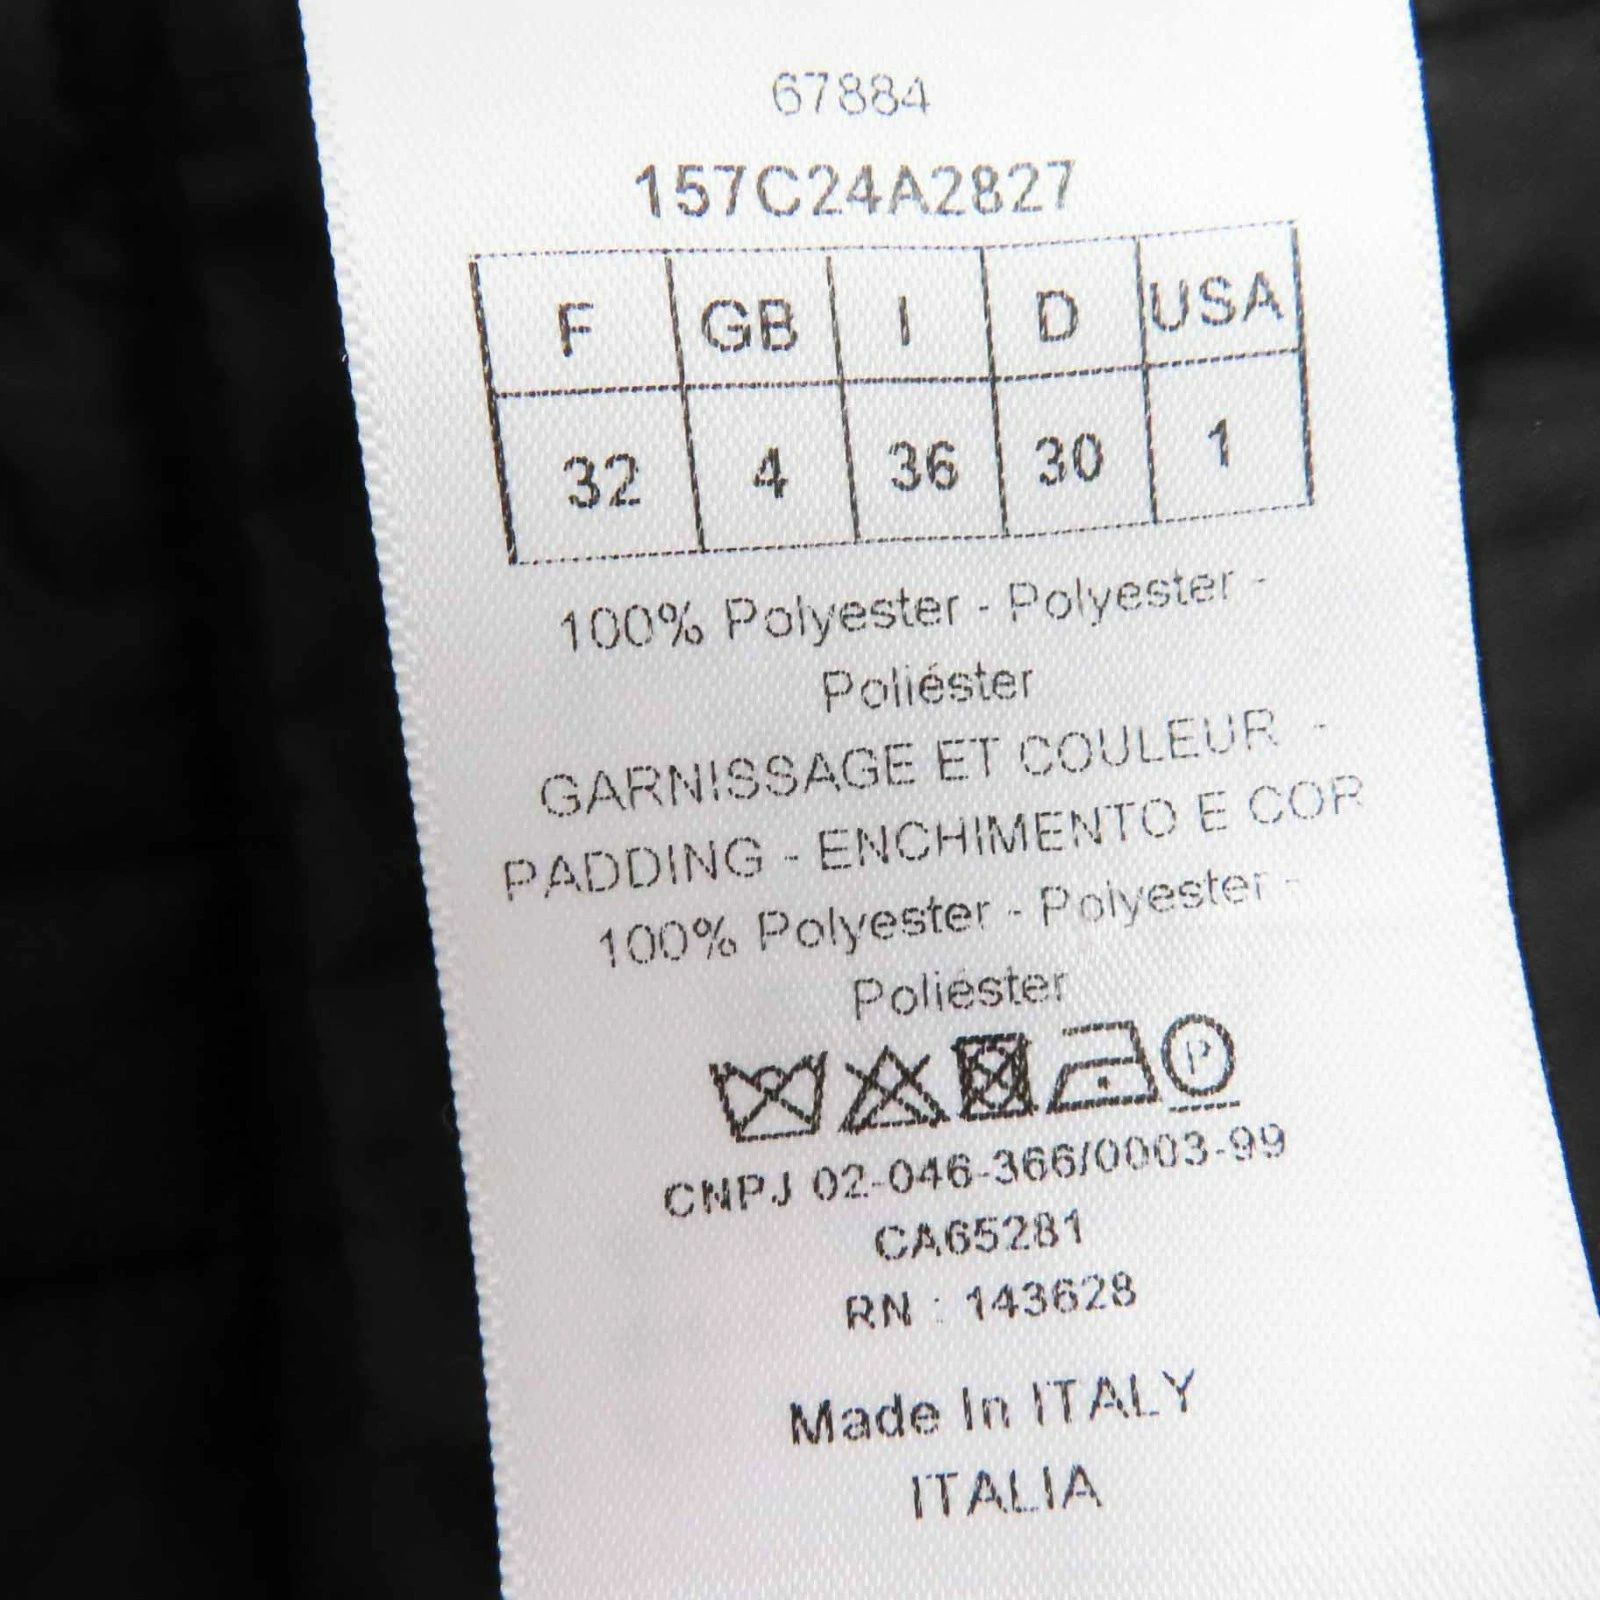 67884
157C24A2827
F GB I D USA
32 4 36 30 1
100% Polyester - Polyester -
Poliéster
GARNISSAGE ET COULEUR -
PADDING - ENCHIMENTO E COR
100% Polyester - Polyester -
Poliéster
P
CNPJ 02-046-366/0003-99
CA65281
RN : 143628
Made In ITALY
ITALIA